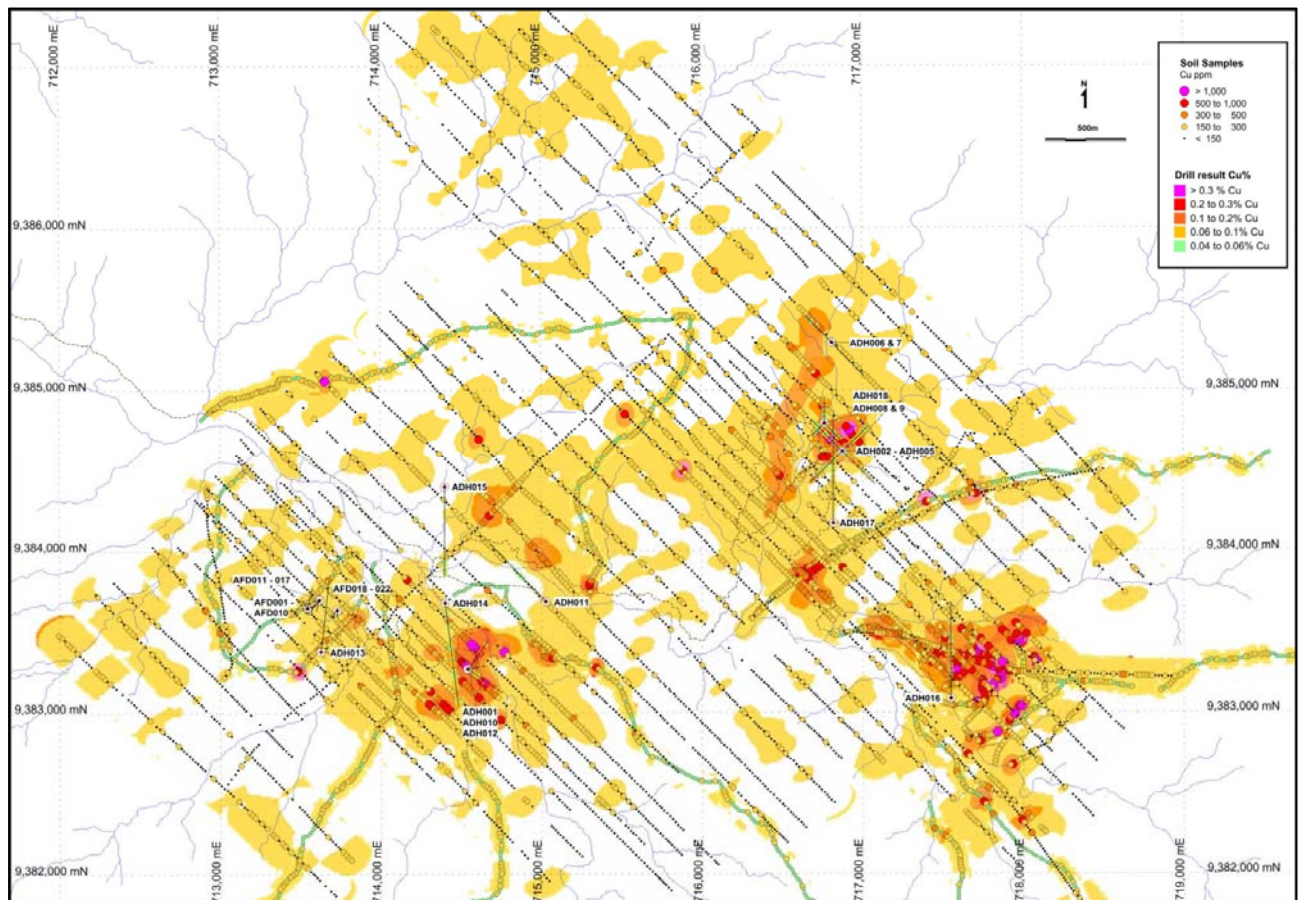 712,000 mE
713,000 mE
714,000 mE
715,000 mE
716,000 mE
717,000 mE
Soil Samples
Cu ppm
> 1,000
500 to 1,000
300 to 500
150 to 300
< 150
N
500m
Drill result Cu%
> 0.3 % Cu
0.2 to 0.3% Cu
0.1 to 0.2% Cu
0.06 to 0.1% Cu
0.04 to 0.06% Cu
9,386,000 mN
9,386,000 mN
ADH006 & 7
9,385,000 mN
9,385,000 mN
ADH018
ADH008 & 9
ADH002 - ADH005
ADH015
ADH017
9,384,000 mN
9,384,000 mN
AFD011 - 017
AFD018 - 022
AFD001 -
AFD010
ADH014
ADH011
ADH013
ADH016
9,383,000 mN
9,383,000 mN
ADH001
ADH010
ADH012
9,382,000 mN
9,382,000 mN
713,000 mE
714,000 mE
715,000 mE
716,000 mE
717,000 mE
718,000 mE
719,000 mE